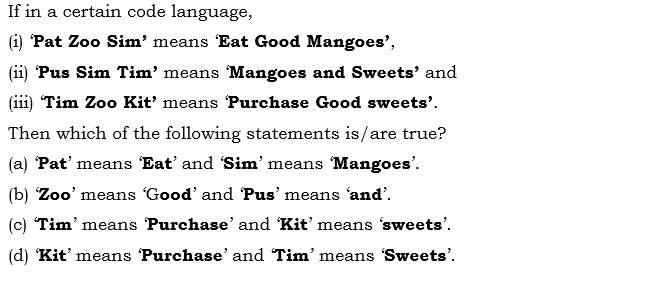 If in a certain code language,
(i) ‘Pat Zoo Sim’ means ‘Eat Good Mangoes’,
(ii) ‘Pus Sim Tim’ means ‘Mangoes and Sweets’ and
(iii) ‘Tim Zoo Kit’ means ‘Purchase Good sweets’.
Then which of the following statements is/are true?
(a) ‘Pat’ means ‘Eat’ and ‘Sim’ means ‘Mangoes’.
(b) ‘Zoo’ means ‘Good’ and ‘Pus’ means ‘and’.
(c) ‘Tim’ means ‘Purchase’ and ‘Kit’ means ‘sweets’.
(d) ‘Kit’ means ‘Purchase’ and ‘Tim’ means ‘Sweets’.